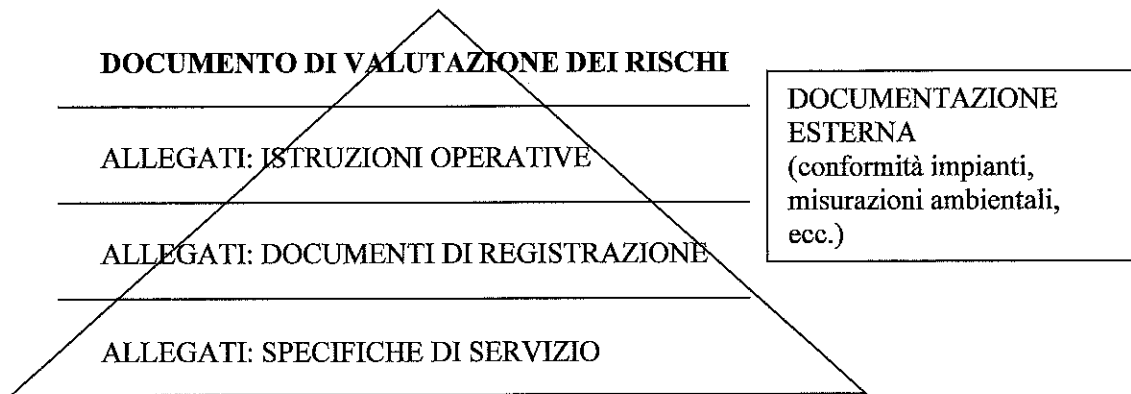 DOCUMENTO DI VALUTAZIONE DEI RISCHI
ALLEGATI: ISTRUZIONI OPERATIVE
ALLEGATI: DOCUMENTI DI REGISTRAZIONE
ALLEGATI: SPECIFICHE DI SERVIZIO
DOCUMENTAZIONE
ESTERNA
(conformità impianti,
misurazioni ambientali,
ecc.)